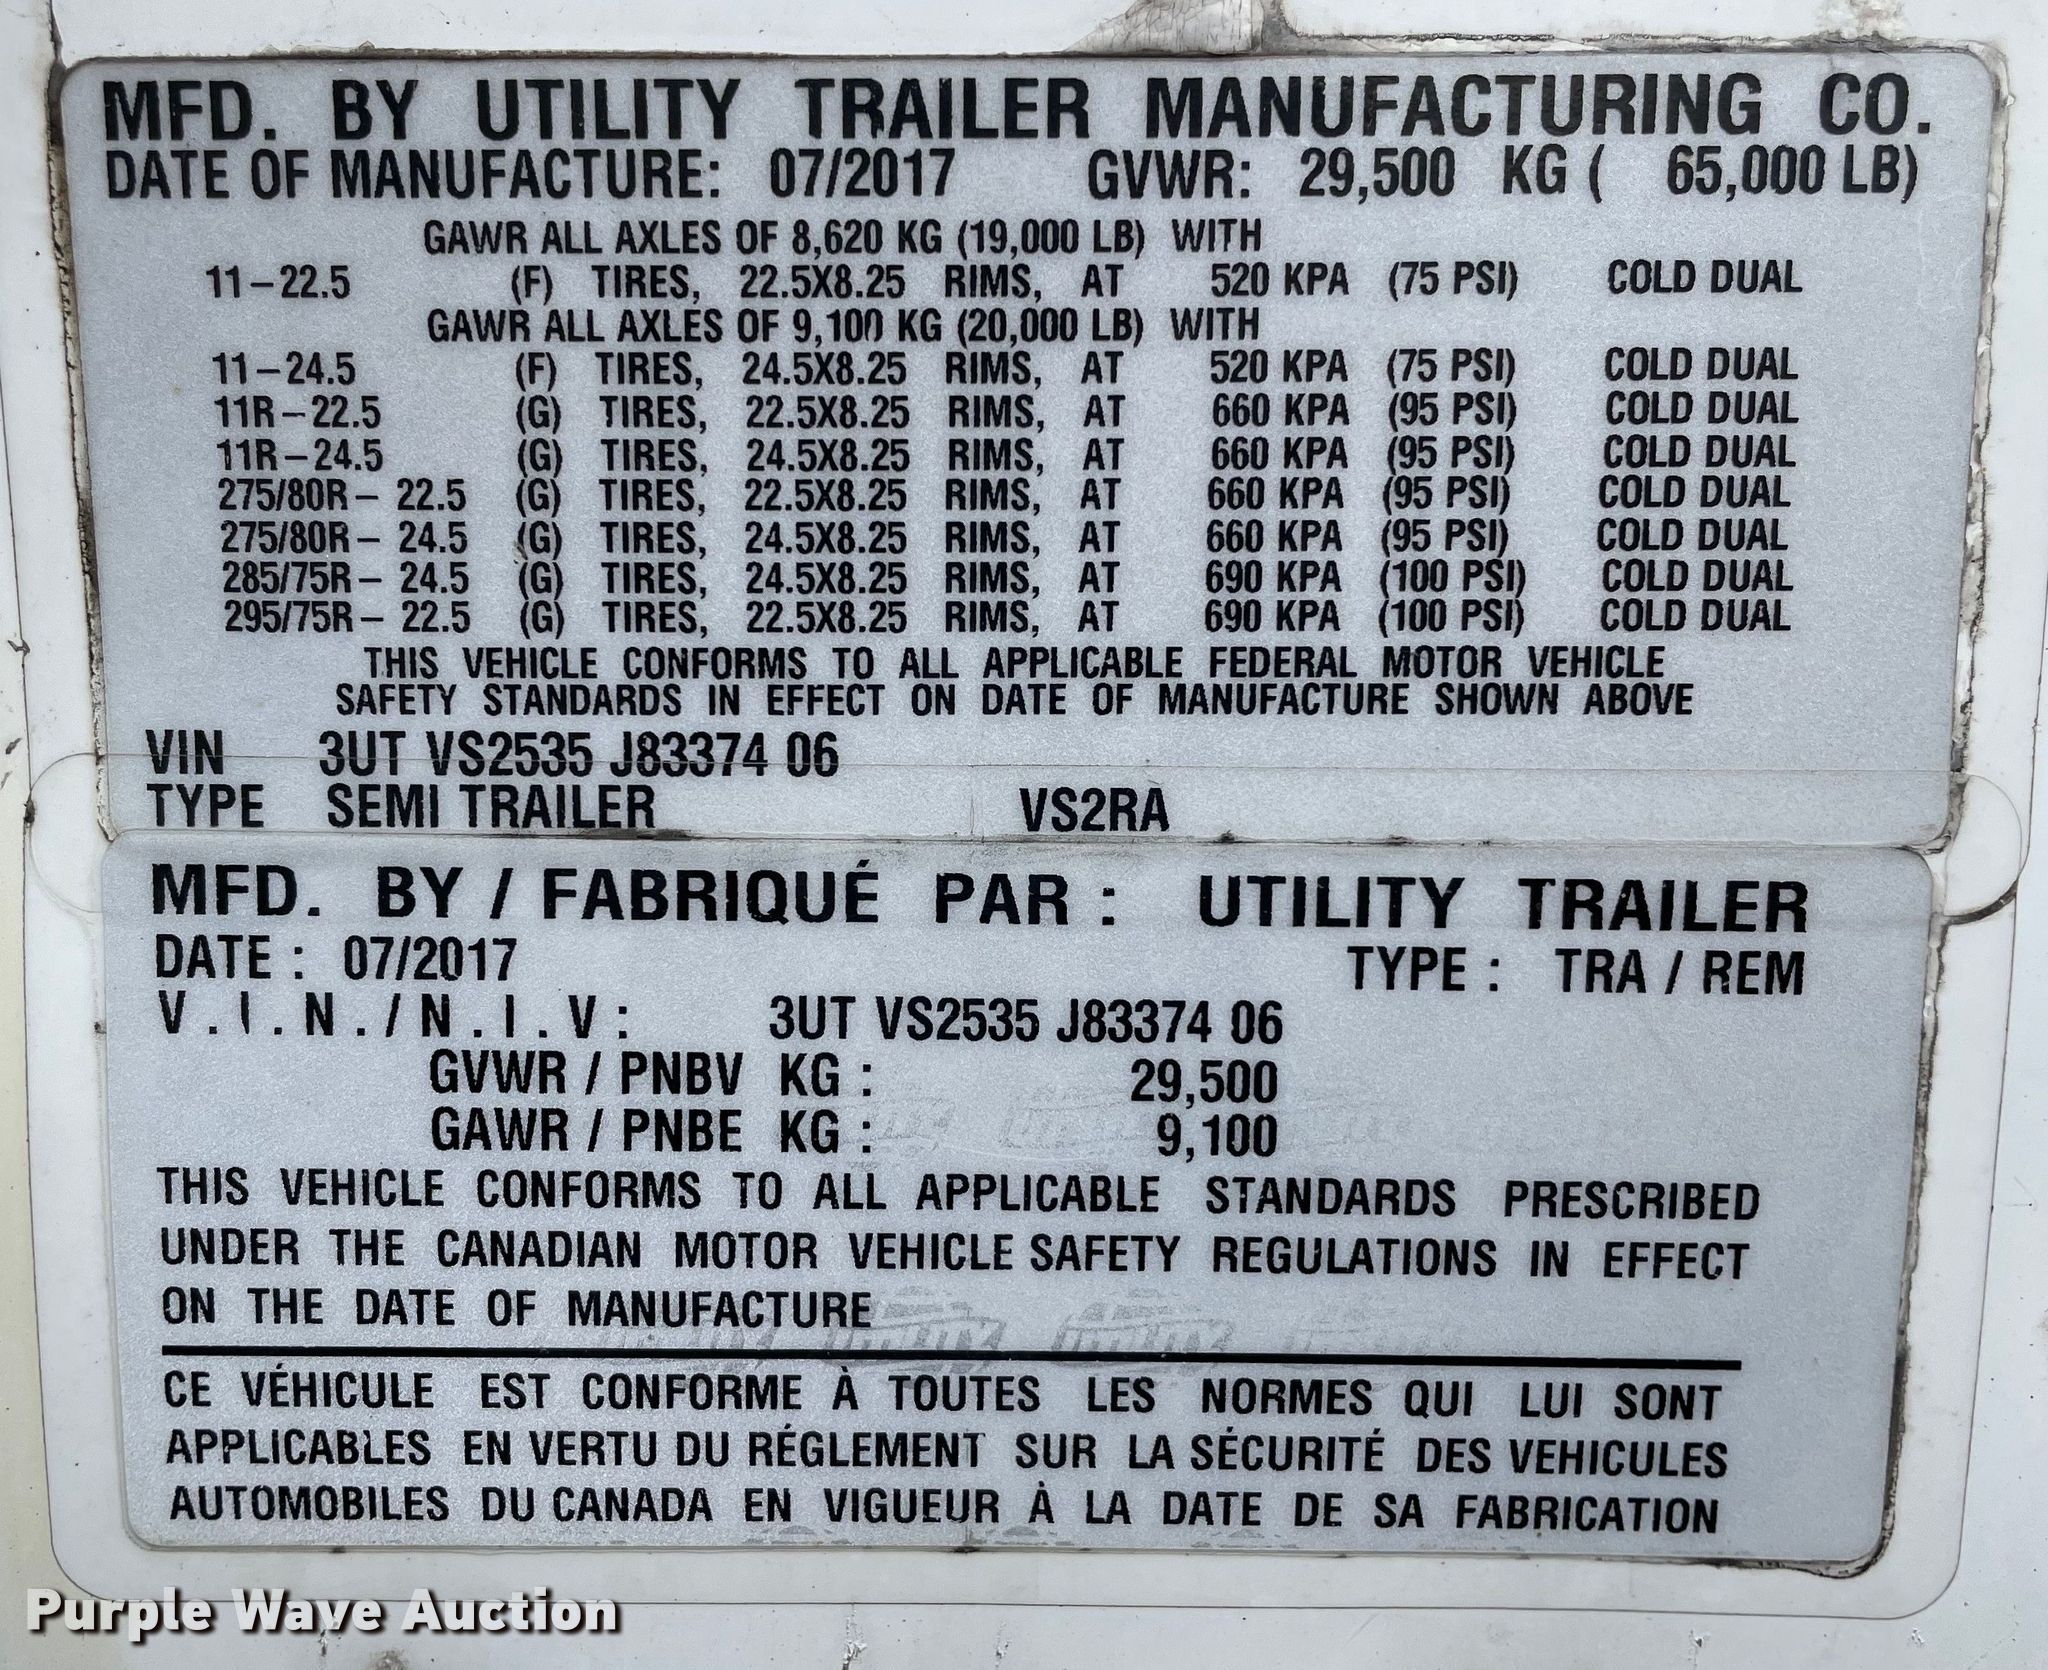 MFD. BY UTILITY TRAILER MANUFACTURING CO.
DATE OF MANUFACTURE: 07/2017 GVWR: 29,500 KG ( 65,000 LB)
GAWR ALL AXLES OF 8,620 KG (19,000 LB) WITH
11-22.5 (F) TIRES, 22.5X8.25 RIMS, AT 520 KPA (75 PSI) COLD DUAL
GAWR ALL AXLES OF 9,100 KG (20,000 LB) WITH
11-24.5 (F) TIRES, 24.5X8.25 RIMS, AT 520 KPA (75 PSI) COLD DUAL
11R-22.5 (G) TIRES, 22.5X8.25 RIMS, AT 660 KPA (95 PSI) COLD DUAL
11R-24.5 (G) TIRES, 24.5X8.25 RIMS, AT 660 KPA (95 PSI) COLD DUAL
275/80R- 22.5 (G) TIRES, 22.5X8.25 RIMS, AT 660 KPA (95 PSI) COLD DUAL
275/80R- 24.5 (G) TIRES, 24.5X8.25 RIMS, AT 660 KPA (95 PSI) COLD DUAL
285/75R- 24.5 (G) TIRES, 24.5X8.25 RIMS, AT 690 KPA (100 PSI) COLD DUAL
295/75R- 22.5 (G) TIRES, 22.5X8.25 RIMS, AT 690 KPA (100 PSI) COLD DUAL
THIS VEHICLE CONFORMS TO ALL APPLICABLE FEDERAL MOTOR VEHICLE
SAFETY STANDARDS IN EFFECT ON DATE OF MANUFACTURE SHOWN ABOVE
VIN 3UT VS2535 J83374 06
TYPE SEMI TRAILER VS2RA
MFD. BY / FABRIQUÉ PAR : UTILITY TRAILER
DATE : 07/2017 TYPE : TRA / REM
V.I.N./N.I.V: 3UT VS2535 J83374 06
GVWR / PNBV KG : 29,500
GAWR / PNBE KG : 9,100
THIS VEHICLE CONFORMS TO ALL APPLICABLE STANDARDS PRESCRIBED
UNDER THE CANADIAN MOTOR VEHICLE SAFETY REGULATIONS IN EFFECT
ON THE DATE OF MANUFACTURE
CE VÉHICULE EST CONFORME À TOUTES LES NORMES QUI LUI SONT
APPLICABLES EN VERTU DU RÉGLEMENT SUR LA SÉCURITÉ DES VEHICULES
AUTOMOBILES DU CANADA EN VIGUEUR À LA DATE DE SA FABRICATION
Purple Wave Auction